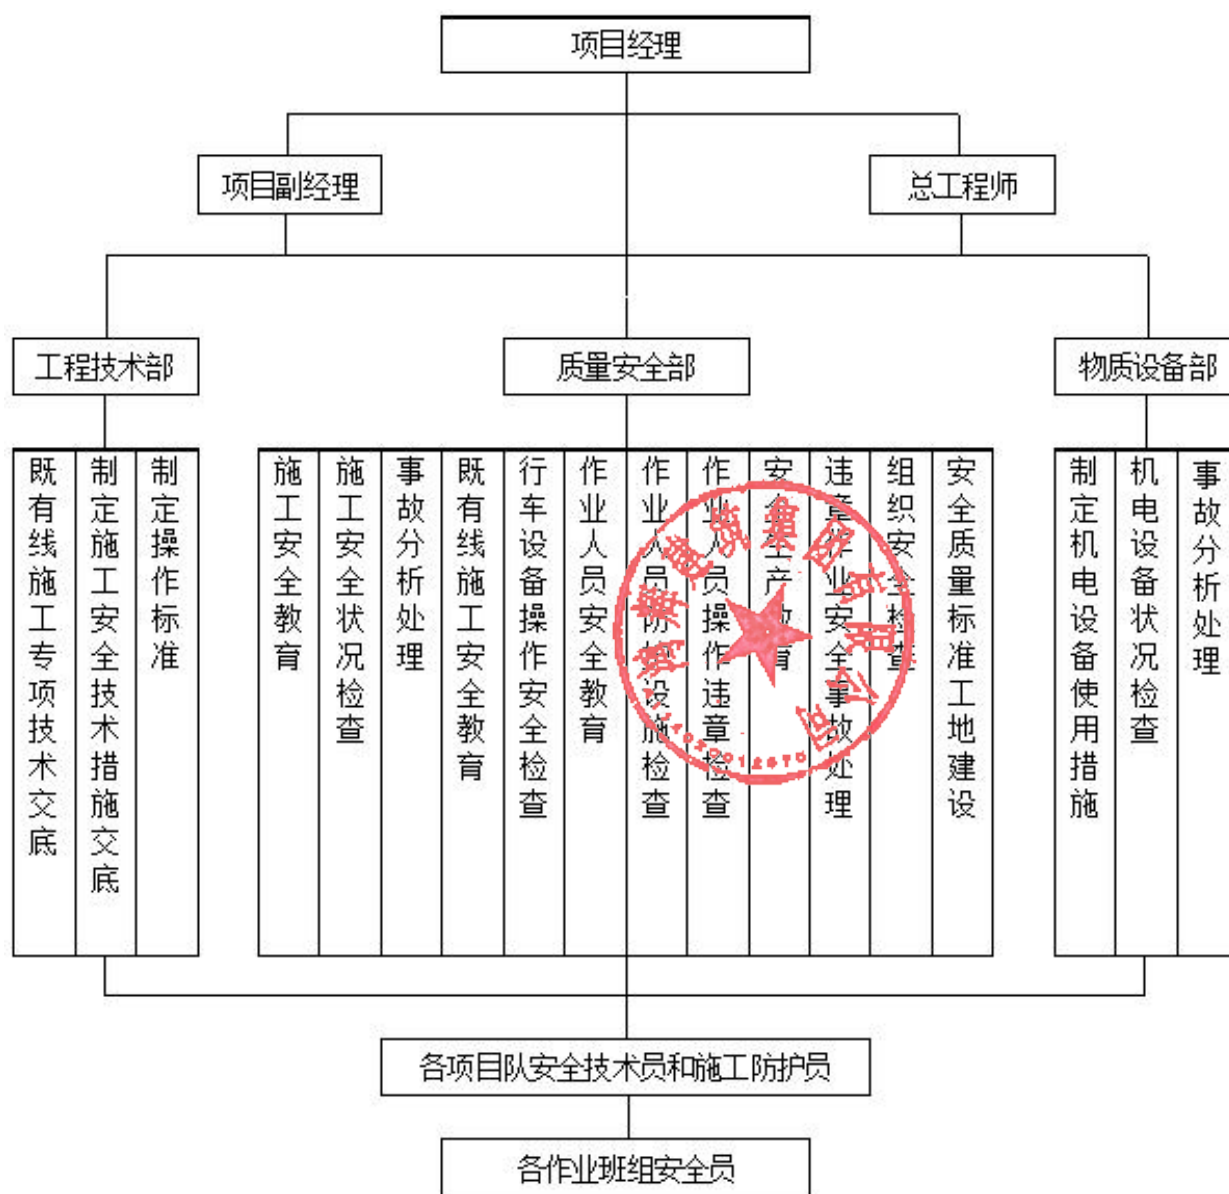 项目经理
项目副经理
总工程师
工程技术部
质量安全部
物质设备部
既有线施工专项技术交底
制定施工安全技术措施交底
制定操作标准
施工安全教育
施工安全状况检查
事故分析处理
既有线施工安全教育
行车设备操作安全检查
作业人员安全教育
作业人员防护设施检查
作业人员操作违章检查
安全生产教育
违章作业安全事故处理
组织安全检查
安全质量标准工地建设
制定机电设备使用措施
机电设备状况检查
事故分析处理
建筑集团有限公司
各项目队安全技术员和施工防护员
各作业班组安全员